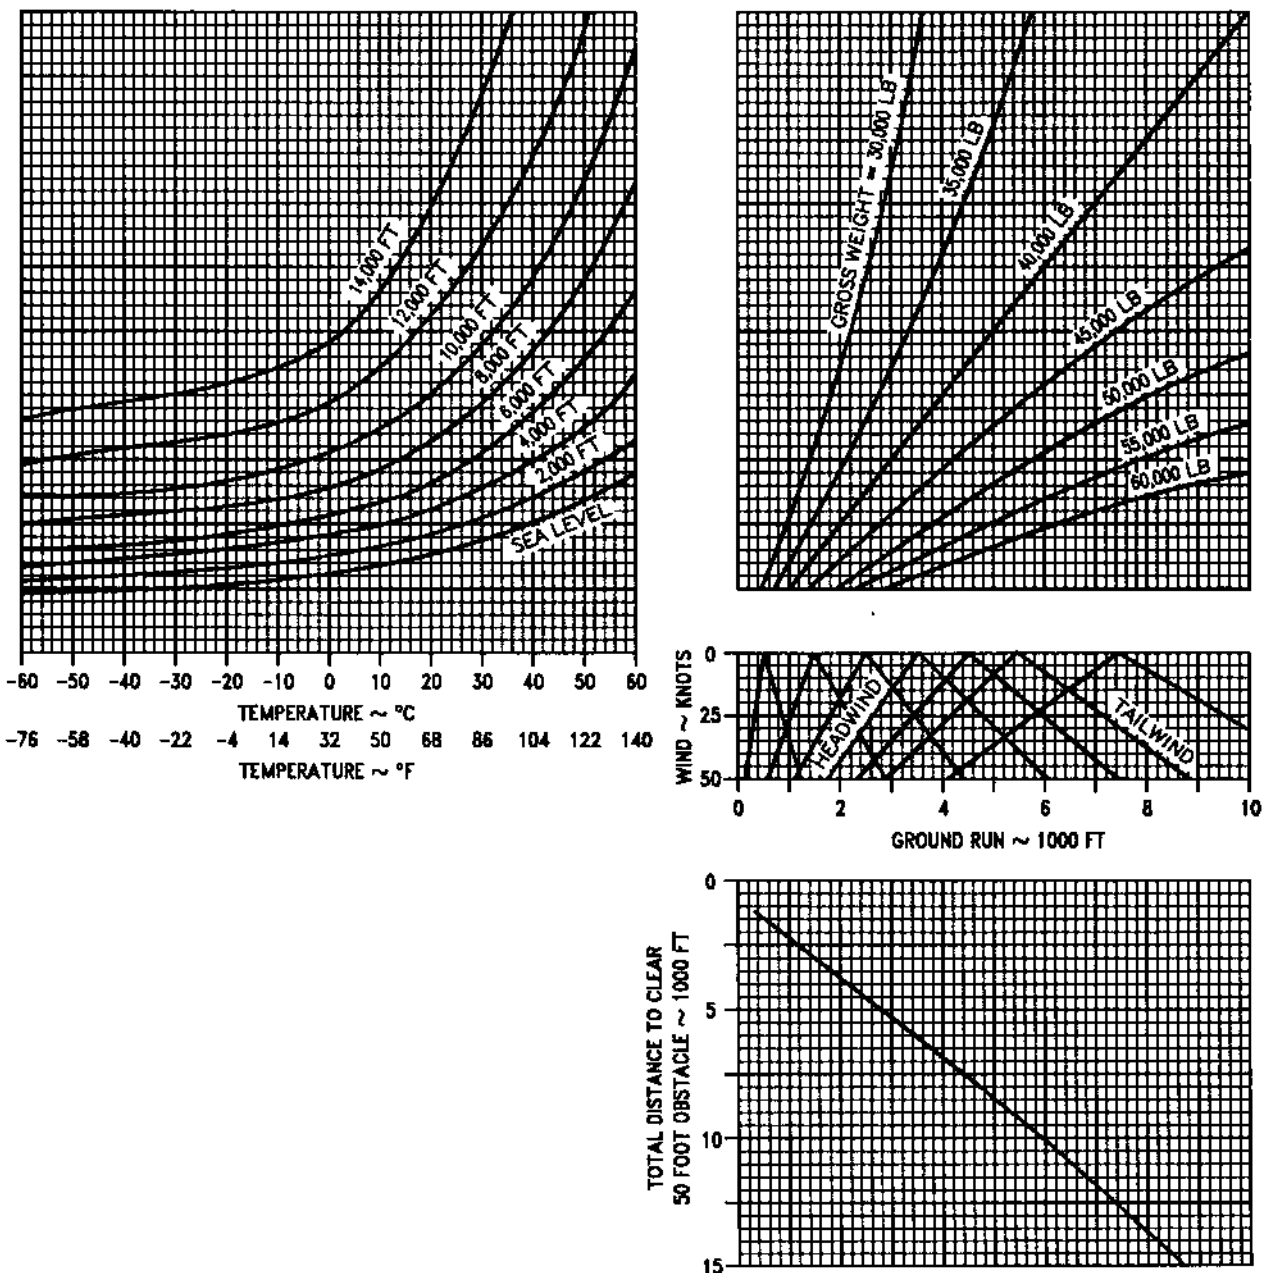 14,000 FT
12,000 FT
10,000 FT
8,000 FT
6,000 FT
4,000 FT
2,000 FT
SEA LEVEL
-60 -50 -40 -30 -20 -10 0 10 20 30 40 50 60
TEMPERATURE ~ °C
-76 -58 -40 -22 -4 14 32 50 68 86 104 122 140
TEMPERATURE ~ °F
GROSS WEIGHT = 30,000 LB
35,000 LB
40,000 LB
45,000 LB
50,000 LB
55,000 LB
60,000 LB
WIND ~ KNOTS
0
25
50
HEADWIND
TAILWIND
0 2 4 6 8 10
GROUND RUN ~ 1000 FT
TOTAL DISTANCE TO CLEAR
50 FOOT OBSTACLE ~ 1000 FT
0
5
10
15